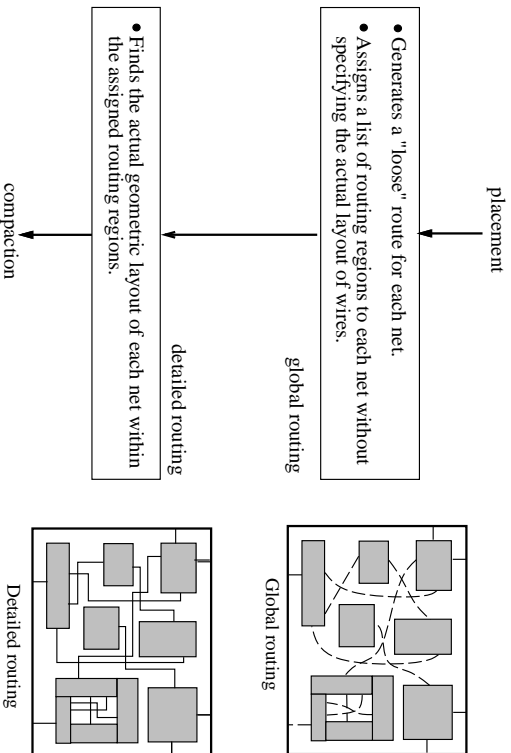 placement
• Generates a "loose" route for each net.
• Assigns a list of routing regions to each net without
specifying the actual layout of wires.
global routing
• Finds the actual geometric layout of each net within
the assigned routing regions.
detailed routing
compaction
Global routing
Detailed routing